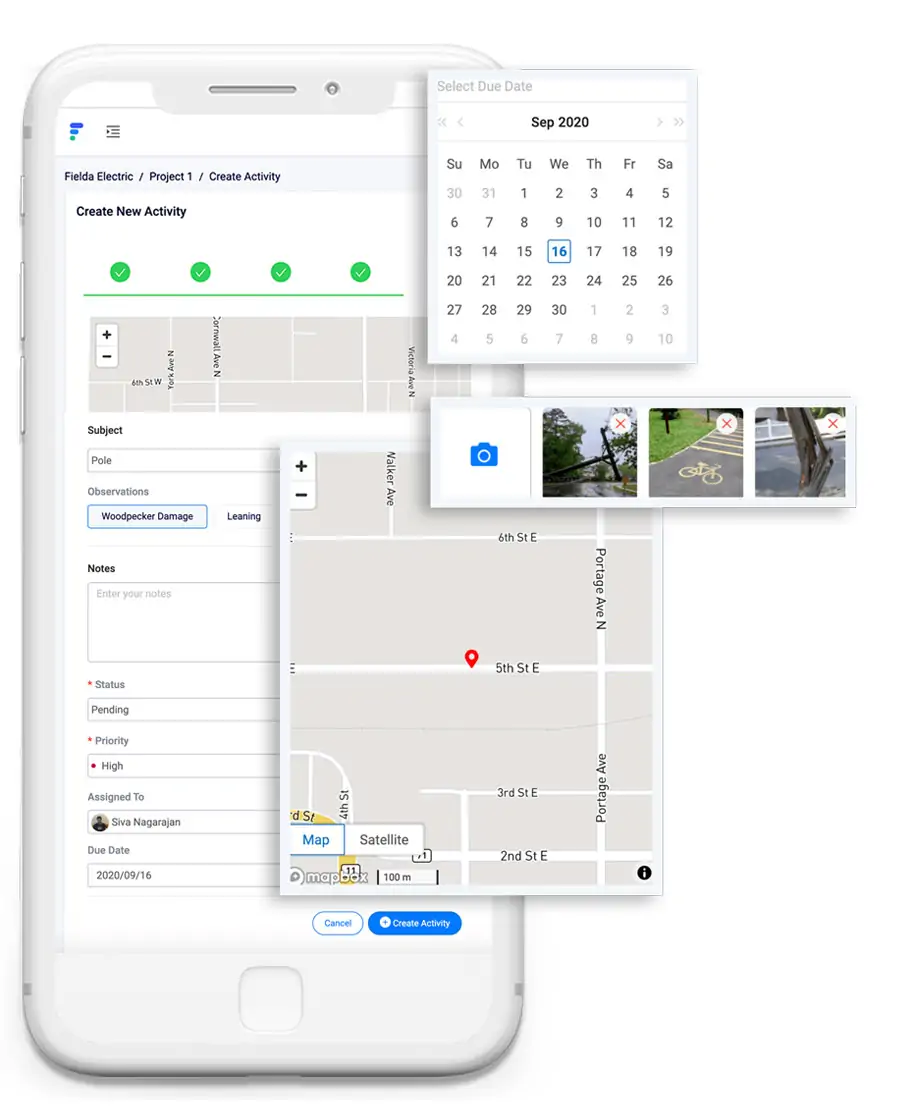 Fielda Electric / Project 1 / Create Activity
Create New Activity
+
−
6th St W
York Ave N
Cornwall Ave N
Victoria Ave N
Subject
Pole
Observations
Woodpecker Damage
Leaning
Notes
Enter your notes
* Status
Pending
* Priority
High
Assigned To
Siva Nagarajan
Due Date
2020/09/16
Cancel
Create Activity
Select Due Date
« ‹ Sep 2020 › »
Su Mo Tu We Th Fr Sa
30 31 1 2 3 4 5
6 7 8 9 10 11 12
13 14 15 16 17 18 19
20 21 22 23 24 25 26
27 28 29 30 1 2 3
4 5 6 7 8 9 10
+
−
Walker Ave
E
6th St E
Portage Ave N
E
5th St E
Portage Ave
3rd St E
4th St
rd St
Map
Satellite
71
2nd St E
11
mapbox
100 m
i